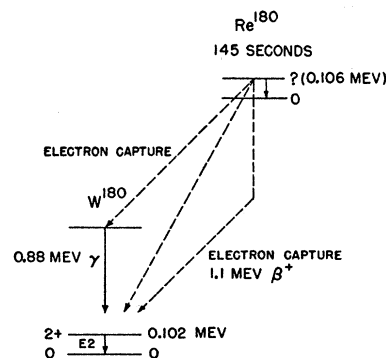 Re180
145 SECONDS
? (0.106 MEV)
0
ELECTRON CAPTURE
W180
0.88 MEV γ
ELECTRON CAPTURE
1.1 MEV β+
2+ 0.102 MEV
E2
0 0